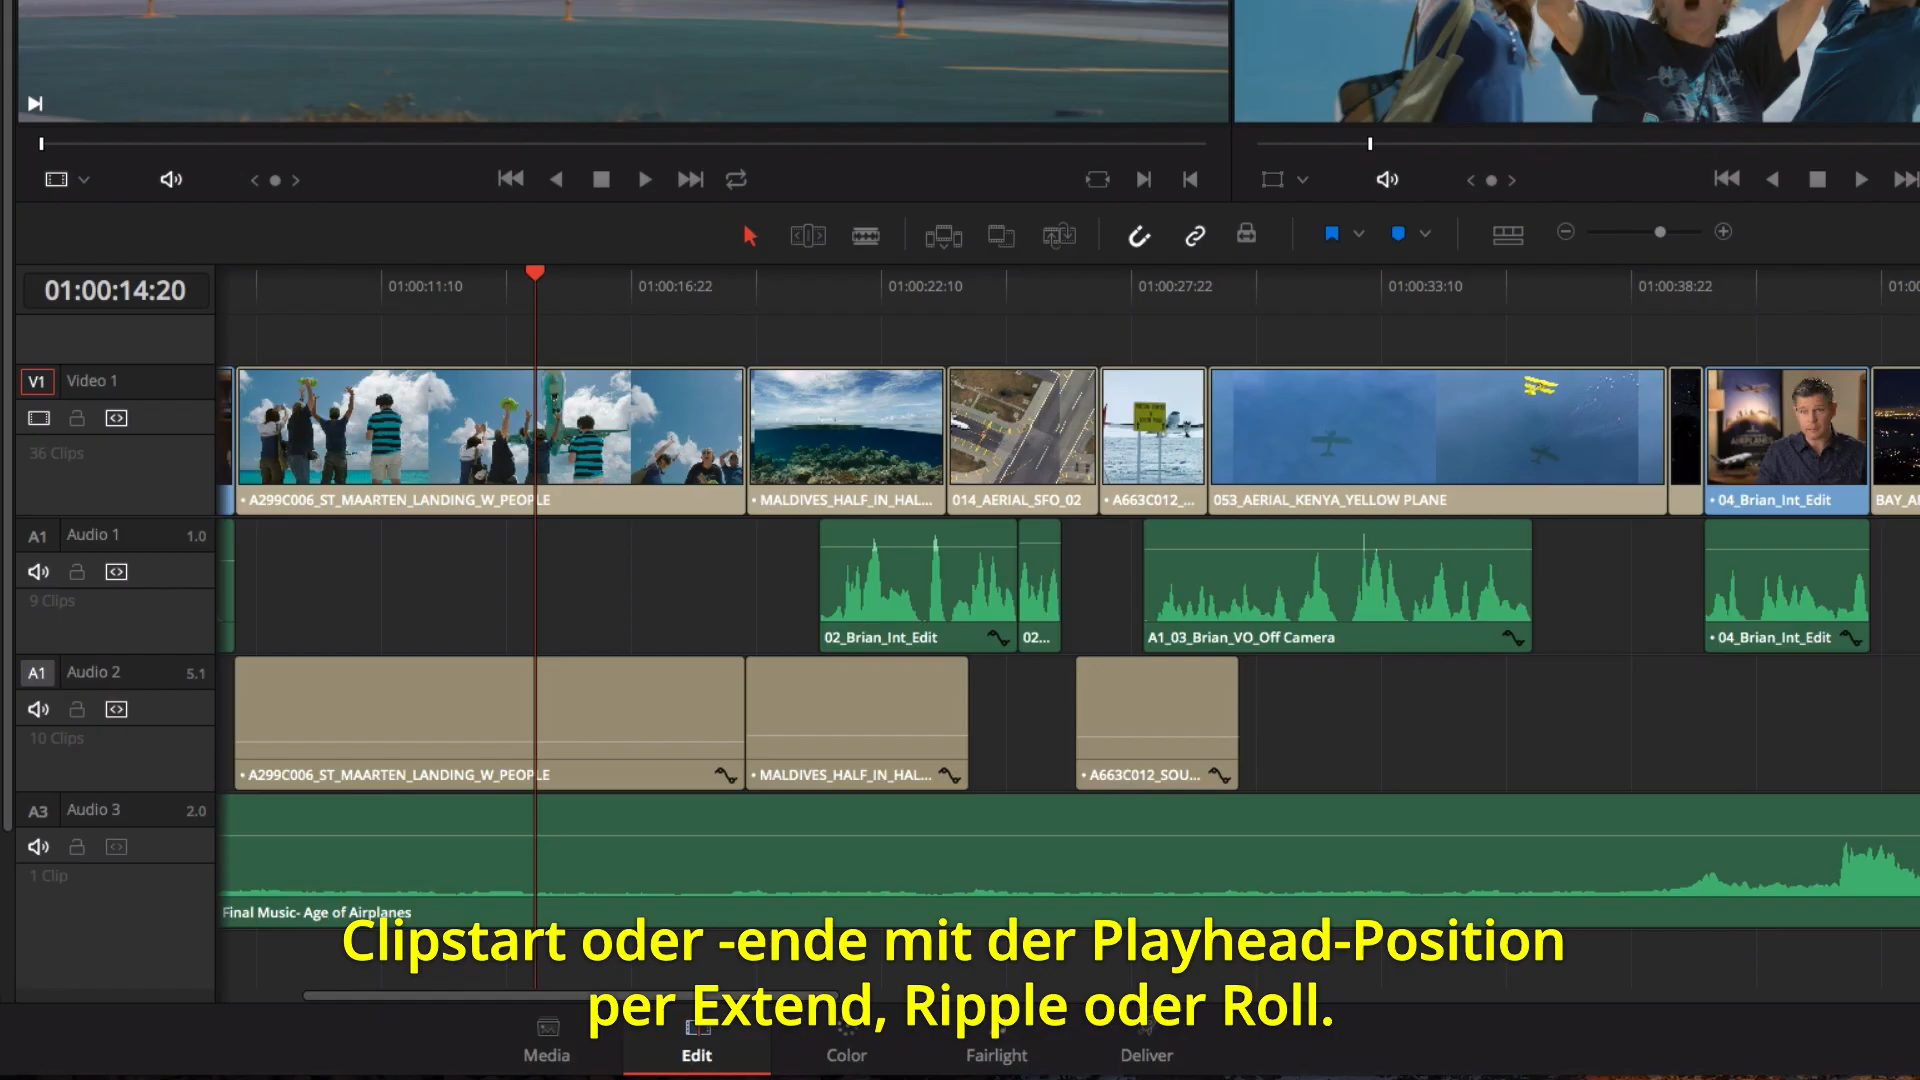 01:00:14:20
01:00:11:10
01:00:16:22
01:00:22:10
01:00:27:22
01:00:33:10
01:00:38:22
V1 Video 1
36 Clips
• A299C006_ST_MAARTEN_LANDING_W_PEOPLE
• MALDIVES_HALF_IN_HAL...
014_AERIAL_SFO_02
• A663C012_...
053_AERIAL_KENYA_YELLOW PLANE
• 04_Brian_Int_Edit
A1 Audio 1 1.0
9 Clips
02_Brian_Int_Edit
02...
A1_03_Brian_VO_Off Camera
• 04_Brian_Int_Edit
A1 Audio 2 5.1
10 Clips
• A299C006_ST_MAARTEN_LANDING_W_PEOPLE
• MALDIVES_HALF_IN_HAL...
• A663C012_SOU...
A3 Audio 3 2.0
1 Clip
Final Music- Age of Airplanes
Clipstart oder -ende mit der Playhead-Position
per Extend, Ripple oder Roll.
Media
Edit
Color
Fairlight
Deliver